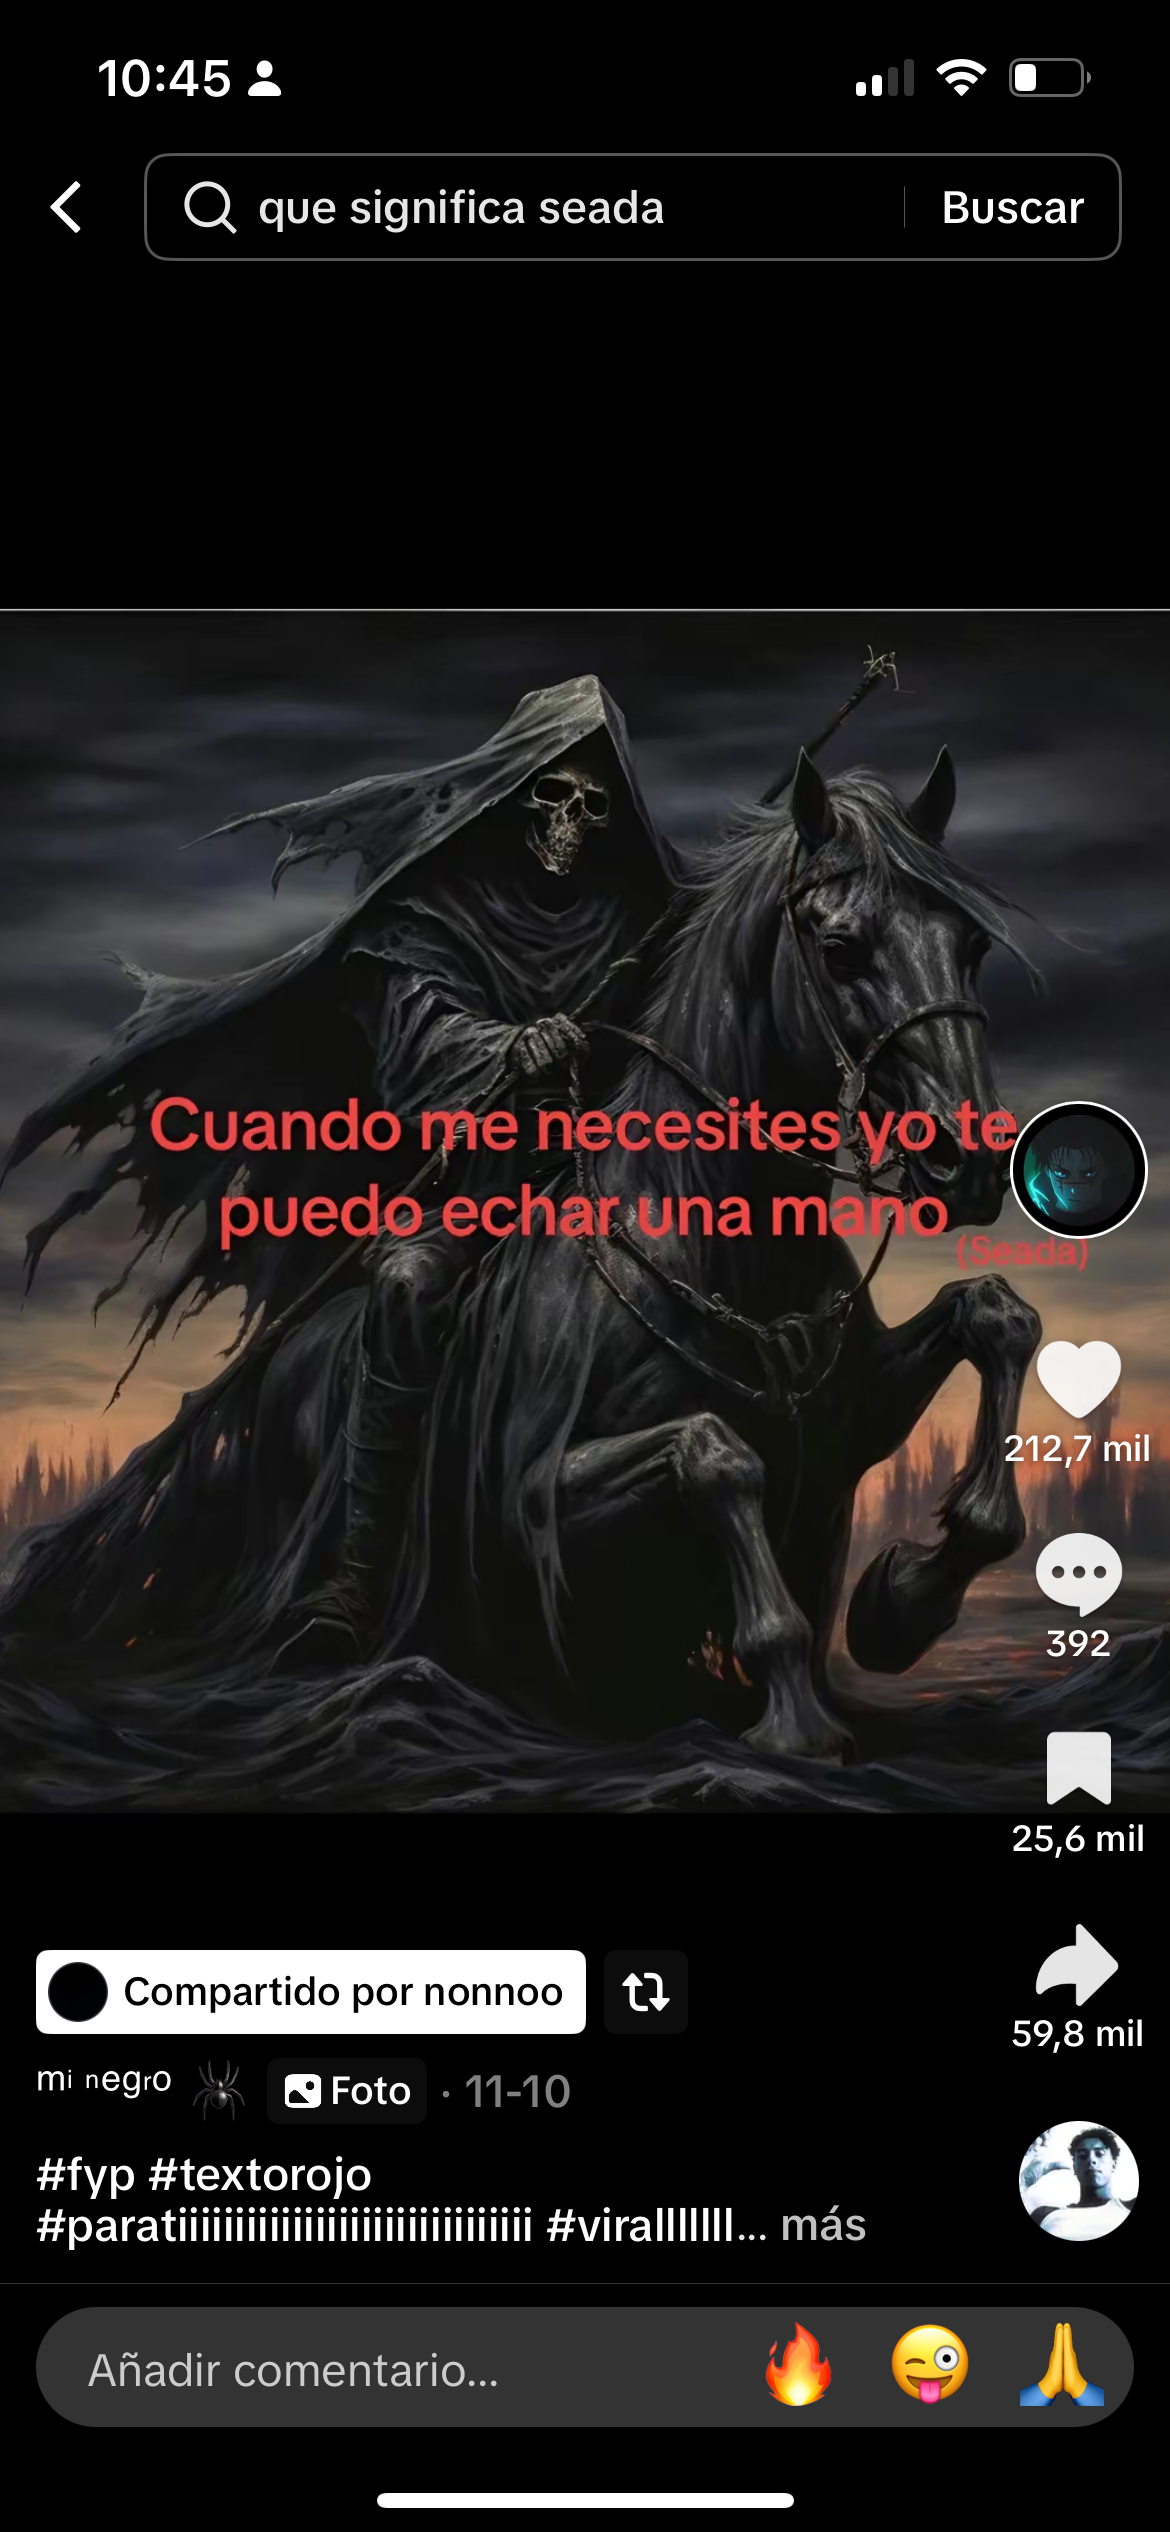 10:45
que significa seada
Buscar
Cuando me necesites yo te
puedo echar una mano
(Seada)
212,7 mil
392
25,6 mil
59,8 mil
Compartido por nonnoo
mi negro 🕷️ Foto · 11-10
#fyp #textorojo
#paratiiiiiiiiiiiiiiiiiiiiiiiiiiiiiii #virallllllll... más
Añadir comentario...